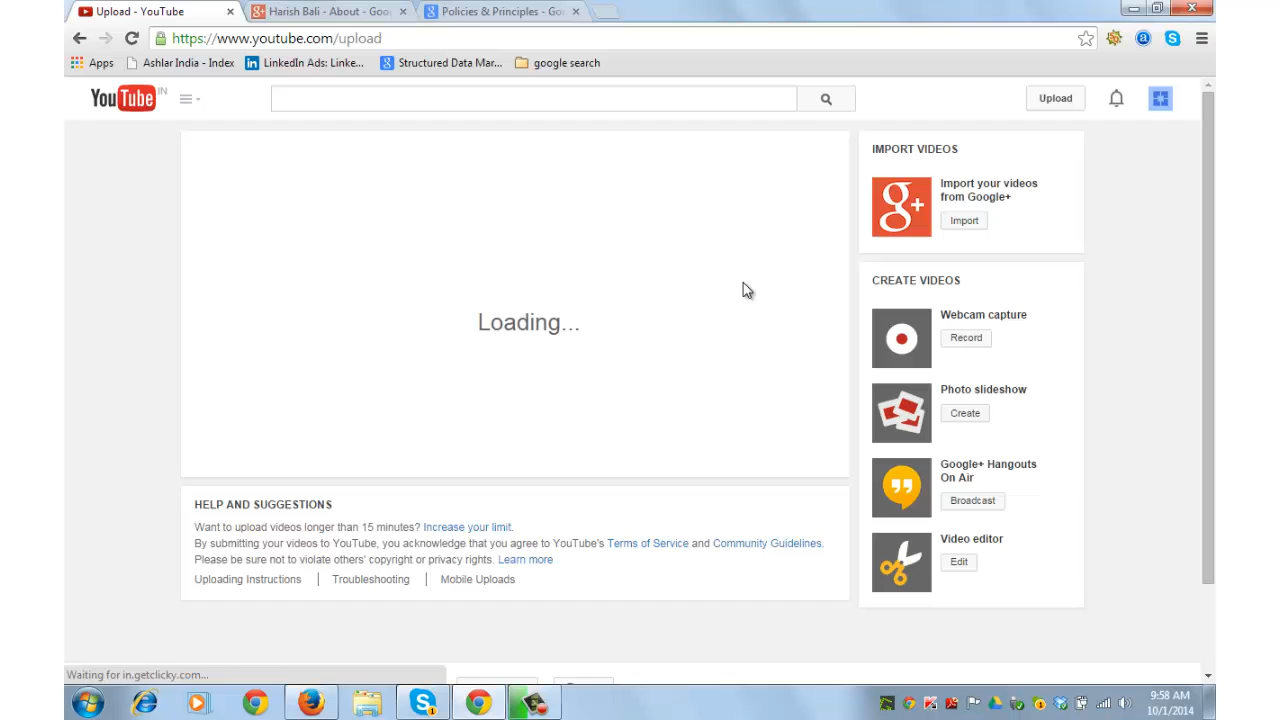 Upload - YouTube
Harish Bali - About - Goo
Policies & Principles - Go
https://www.youtube.com/upload
Apps
Ashlar India - Index
LinkedIn Ads: Linke...
Structured Data Mar...
google search
YouTube IN
Upload
IMPORT VIDEOS
Import your videos
from Google+
Import
Loading...
CREATE VIDEOS
Webcam capture
Record
Photo slideshow
Create
Google+ Hangouts
On Air
Broadcast
Video editor
Edit
HELP AND SUGGESTIONS
Want to upload videos longer than 15 minutes? Increase your limit.
By submitting your videos to YouTube, you acknowledge that you agree to YouTube's Terms of Service and Community Guidelines.
Please be sure not to violate others' copyright or privacy rights. Learn more
Uploading Instructions | Troubleshooting | Mobile Uploads
Waiting for in.getclicky.com...
9:58 AM
10/1/2014